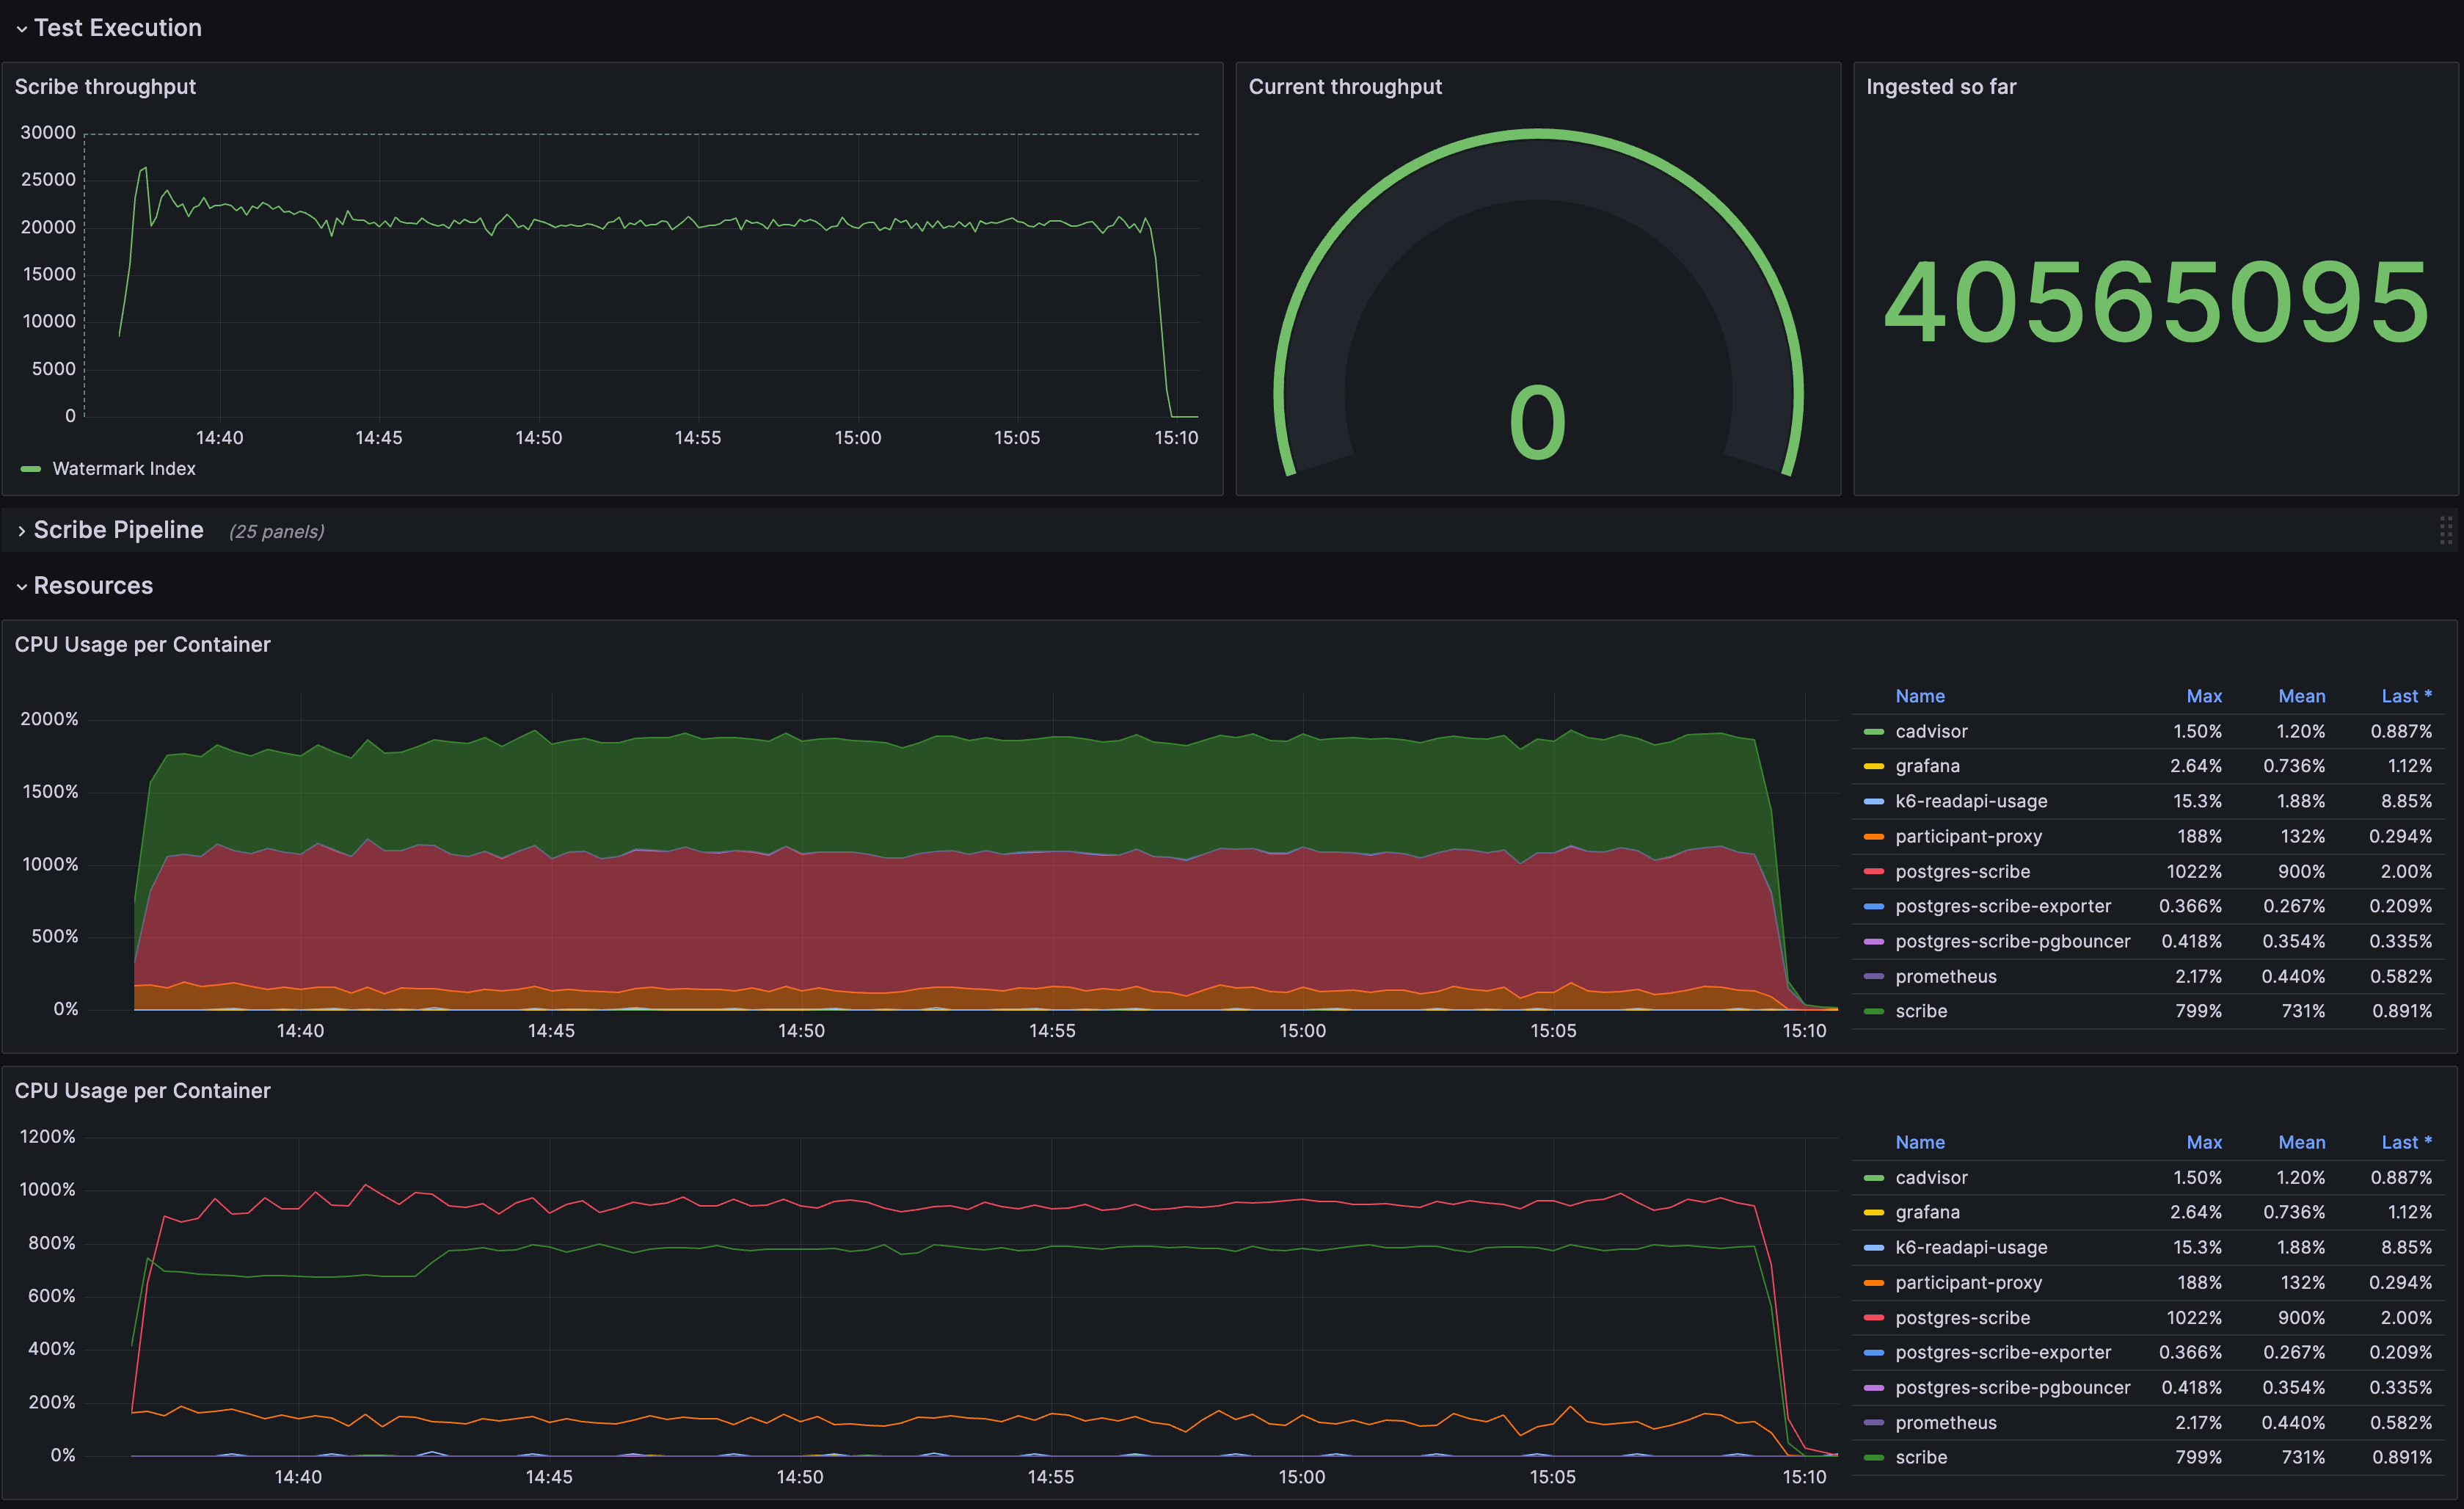 Test Execution
Scribe throughput
30000
25000
20000
15000
10000
5000
0
14:40 14:45 14:50 14:55 15:00 15:05 15:10
Watermark Index
Current throughput
0
Ingested so far
40565095
Scribe Pipeline (25 panels)
Resources
CPU Usage per Container
2000%
1500%
1000%
500%
0%
14:40 14:45 14:50 14:55 15:00 15:05 15:10
Name Max Mean Last *
cadvisor 1.50% 1.20% 0.887%
grafana 2.64% 0.736% 1.12%
k6-readapi-usage 15.3% 1.88% 8.85%
participant-proxy 188% 132% 0.294%
postgres-scribe 1022% 900% 2.00%
postgres-scribe-exporter 0.366% 0.267% 0.209%
postgres-scribe-pgbouncer 0.418% 0.354% 0.335%
prometheus 2.17% 0.440% 0.582%
scribe 799% 731% 0.891%
CPU Usage per Container
1200%
1000%
800%
600%
400%
200%
0%
14:40 14:45 14:50 14:55 15:00 15:05 15:10
Name Max Mean Last *
cadvisor 1.50% 1.20% 0.887%
grafana 2.64% 0.736% 1.12%
k6-readapi-usage 15.3% 1.88% 8.85%
participant-proxy 188% 132% 0.294%
postgres-scribe 1022% 900% 2.00%
postgres-scribe-exporter 0.366% 0.267% 0.209%
postgres-scribe-pgbouncer 0.418% 0.354% 0.335%
prometheus 2.17% 0.440% 0.582%
scribe 799% 731% 0.891%